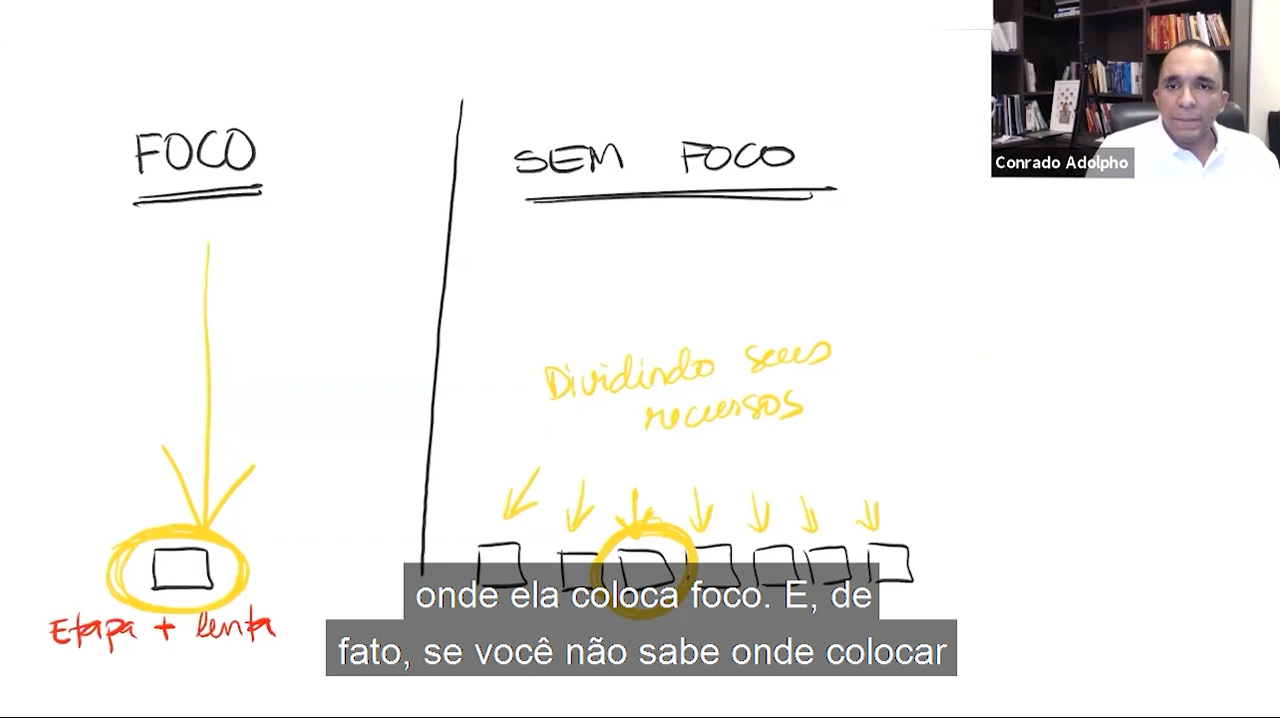 FOCO
SEM FOCO
Conrado Adolpho
Dividindo seus
recursos
Etapa + lenta
onde ela coloca foco. E, de
fato, se você não sabe onde colocar